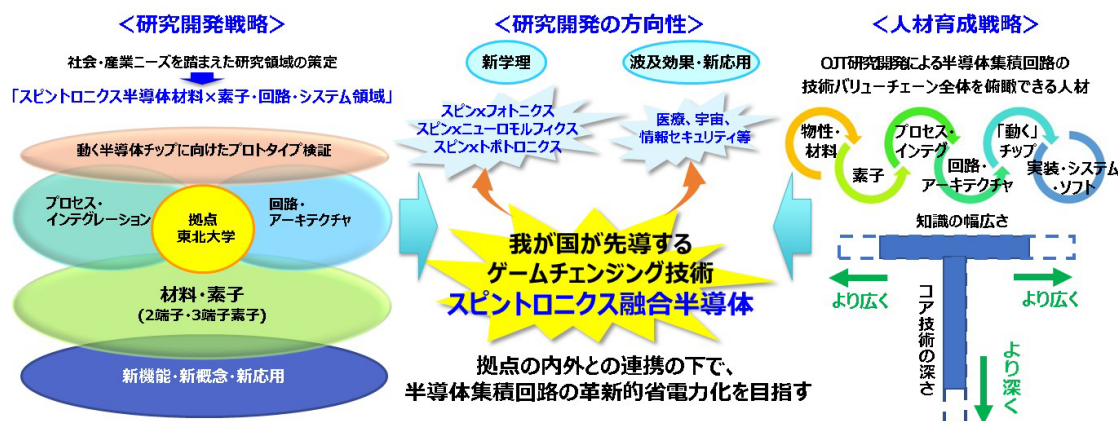 ＜研究開発戦略＞
社会・産業ニーズを踏まえた研究領域の策定
「スピントロニクス半導体材料×素子・回路・システム領域」
動く半導体チップに向けたプロトタイプ検証
プロセス・
インテグレーション
拠点
東北大学
回路・
アーキテクチャ
材料・素子
(2端子・3端子素子)
新機能・新概念・新応用
＜研究開発の方向性＞
新学理
波及効果・新応用
スピンxフォトニクス
スピンxニューロモルフィクス
スピンxトポトロニクス
医療、宇宙、
情報セキュリティ等
我が国が先導する
ゲームチェンジング技術
スピントロニクス融合半導体
拠点の内外との連携の下で、
半導体集積回路の革新的省電力化を目指す
＜人材育成戦略＞
OJT研究開発による半導体集積回路の
技術バリューチェーン全体を俯瞰できる人材
物性・
材料
素子
プロセス・
インテグ
回路・
アーキテクチャ
「動く」
チップ
実装・システム
・ソフト
知識の幅広さ
より広く
より広く
コア技術の深さ
より深く